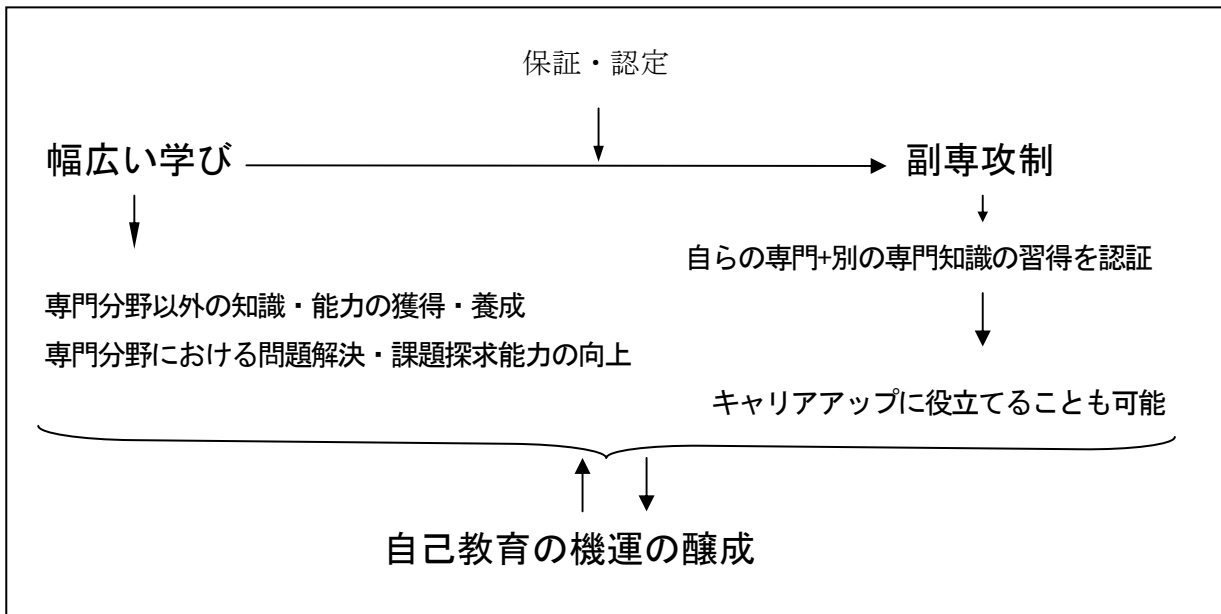 保証・認定
幅広い学び
副専攻制
自らの専門+別の専門知識の習得を認証
専門分野以外の知識・能力の獲得・養成
専門分野における問題解決・課題探求能力の向上
キャリアアップに役立てることも可能
自己教育の機運の醸成